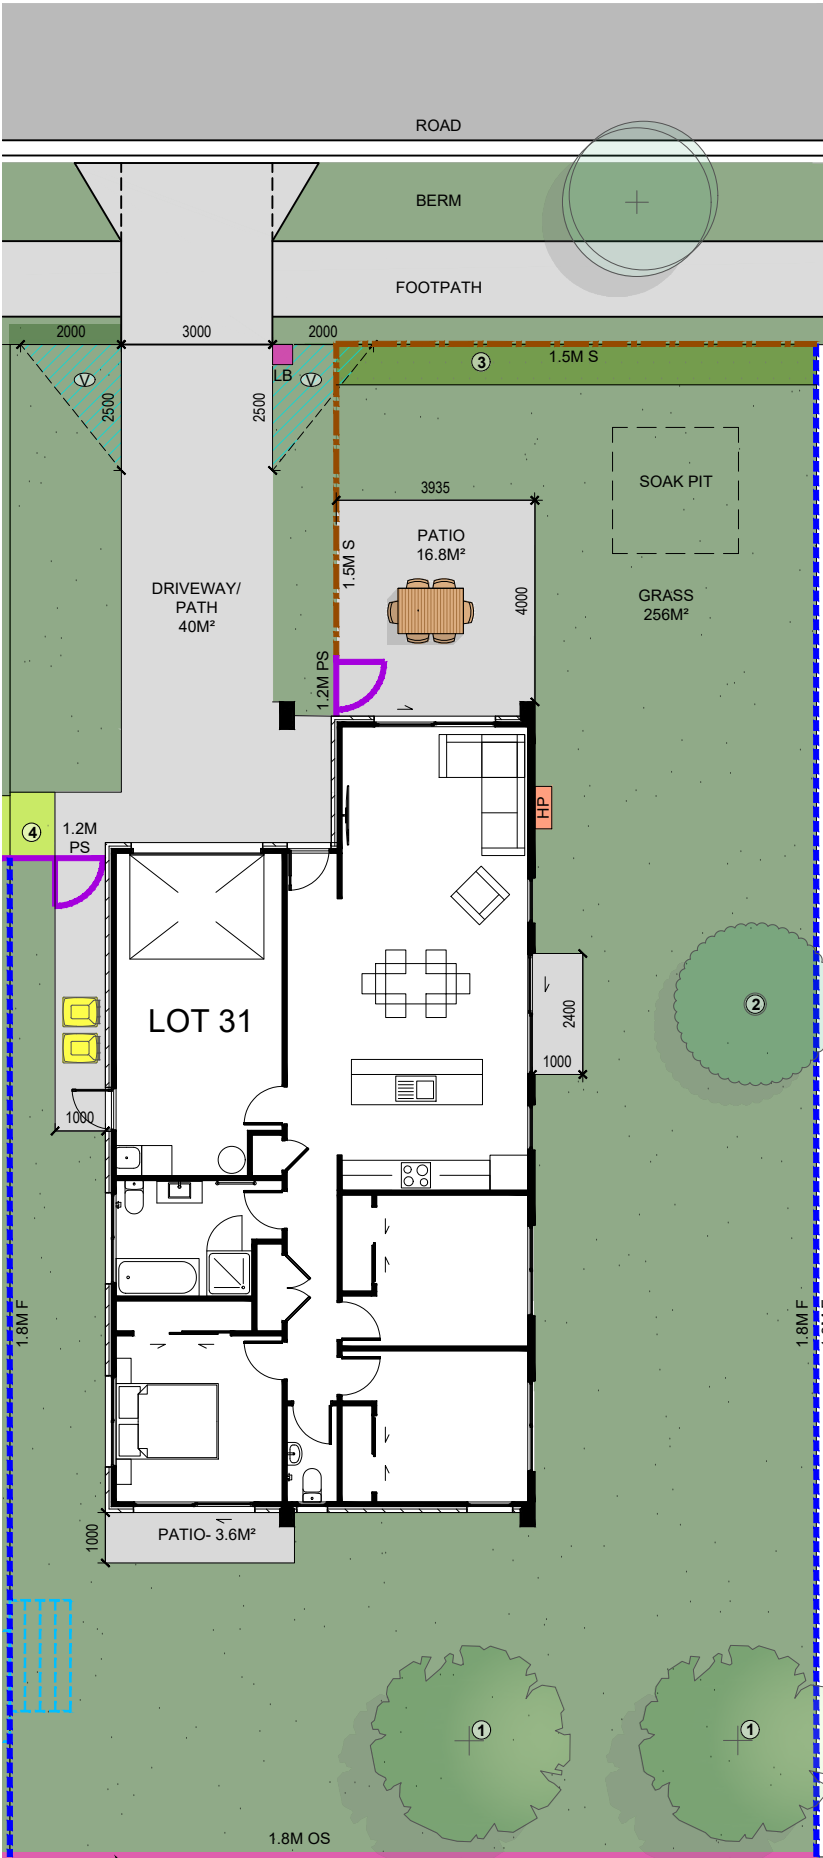 ROAD
BERM
FOOTPATH
2000
3000
2000
V
LB
V
3
1.5M S
2500
2500
SOAK PIT
3935
PATIO
16.8M²
1.5M S
4000
DRIVEWAY/
PATH
40M²
GRASS
256M²
1.2M PS
HP
4
1.2M
PS
LOT 31
2
2400
1000
1000
1.8M F
1.8M F
1000
PATIO- 3.6M²
1
1
1.8M OS